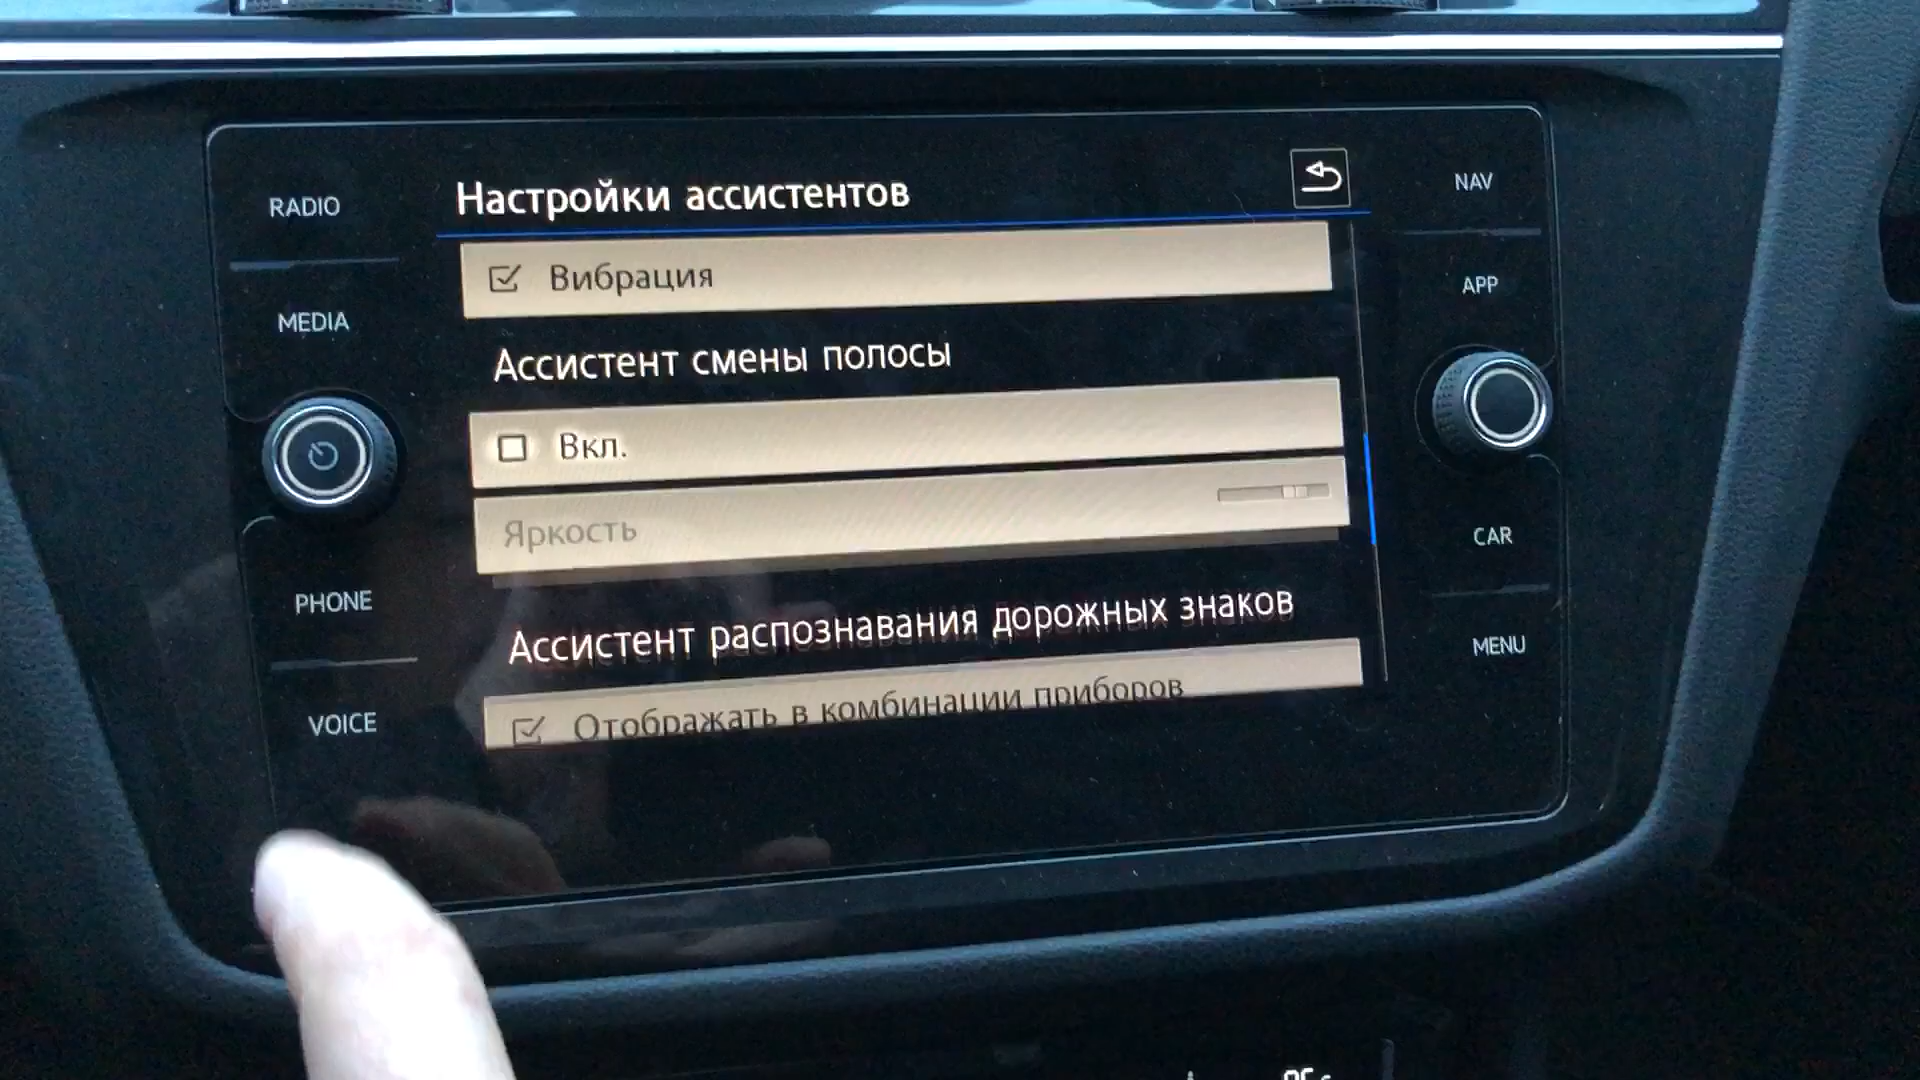 RADIO
MEDIA
PHONE
VOICE
Настройки ассистентов
Вибрация
Ассистент смены полосы
Вкл.
Яркость
Ассистент распознавания дорожных знаков
Отображать в комбинации приборов
NAV
APP
CAR
MENU